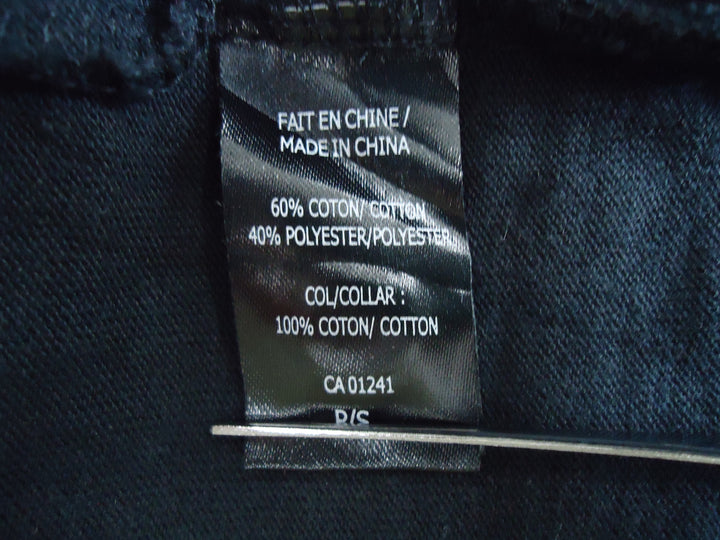 FAIT EN CHINE /
MADE IN CHINA
60% COTON/ COTTON
40% POLYESTER/POLYESTER
COL/COLLAR :
100% COTON/ COTTON
CA 01241
P/S